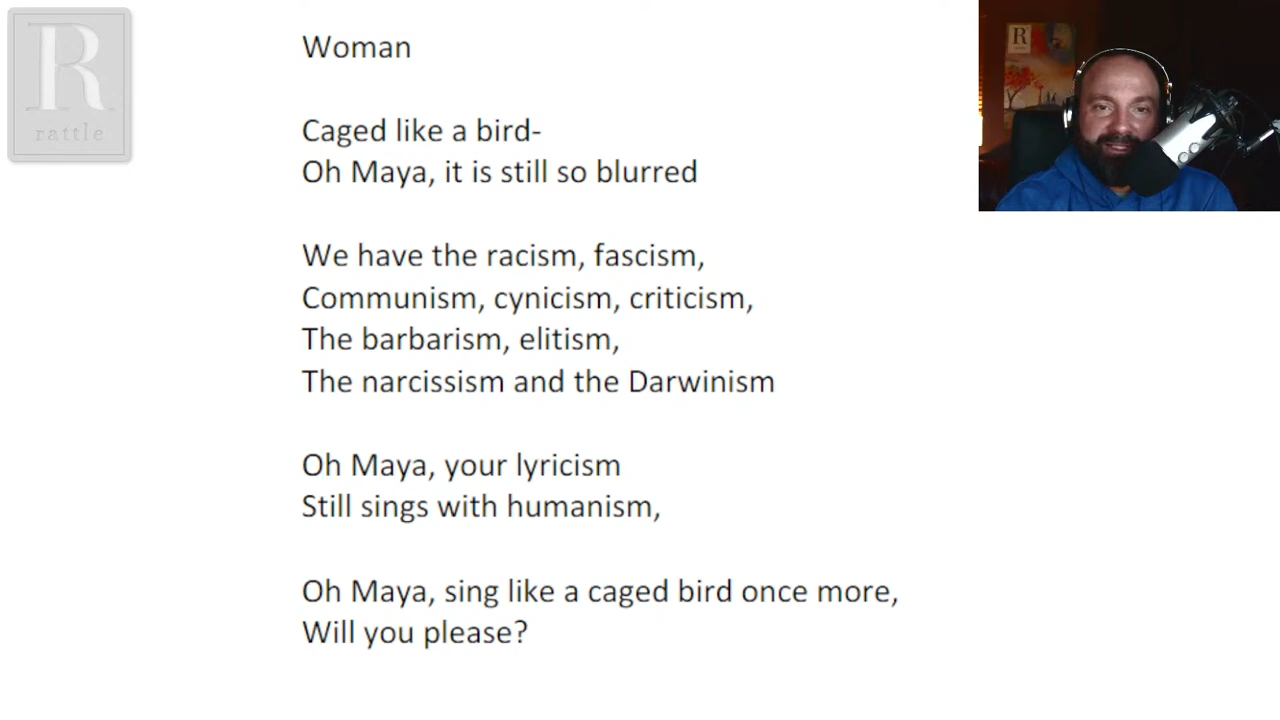 R
rattle
R
Woman
Caged like a bird-
Oh Maya, it is still so blurred
We have the racism, fascism,
Communism, cynicism, criticism,
The barbarism, elitism,
The narcissism and the Darwinism
Oh Maya, your lyricism
Still sings with humanism,
Oh Maya, sing like a caged bird once more,
Will you please?